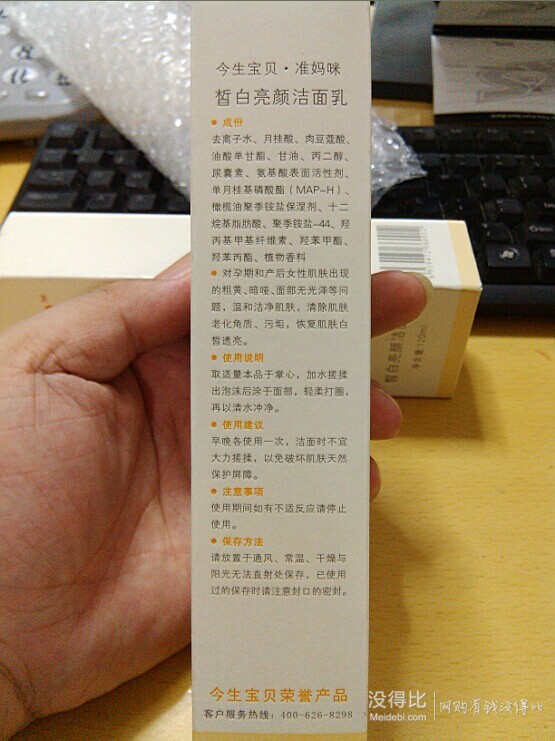 今生宝贝·准妈咪
皙白亮颜洁面乳
● 成份
去离子水、月桂酸、肉豆蔻酸、
油酸单甘酯、甘油、丙二醇、
尿囊素、氨基酸表面活性剂、
单月桂基磷酸酯（MAP-H）、
橄榄油聚季铵盐保湿剂、十二
烷基脂肪酸、聚季铵盐-44、羟
丙基甲基纤维素、羟苯甲酯、
羟苯丙酯、植物香料
● 对孕期和产后女性肌肤出现
的粗黄、暗哑、面部无光泽等问
题，温和洁净肌肤，清除肌肤
老化角质、污垢，恢复肌肤白
皙透亮。
● 使用说明
取适量本品于掌心，加水搓揉
出泡沫后涂于面部，轻柔打圈，
再以清水冲净。
● 使用建议
早晚各使用一次，洁面时不宜
大力搓揉，以免破坏肌肤天然
保护屏障。
● 注意事项
使用期间如有不适反应请停止
使用。
● 保存方法
请放置于通风、常温、干燥与
阳光无法直射处保存，已使用
过的保存时请注意封口的密封。
今生宝贝荣誉产品
客户服务热线：400-626-8298
皙白亮颜洁
净含量:120ml
没得比
Meidebi.com
网购有我没得比